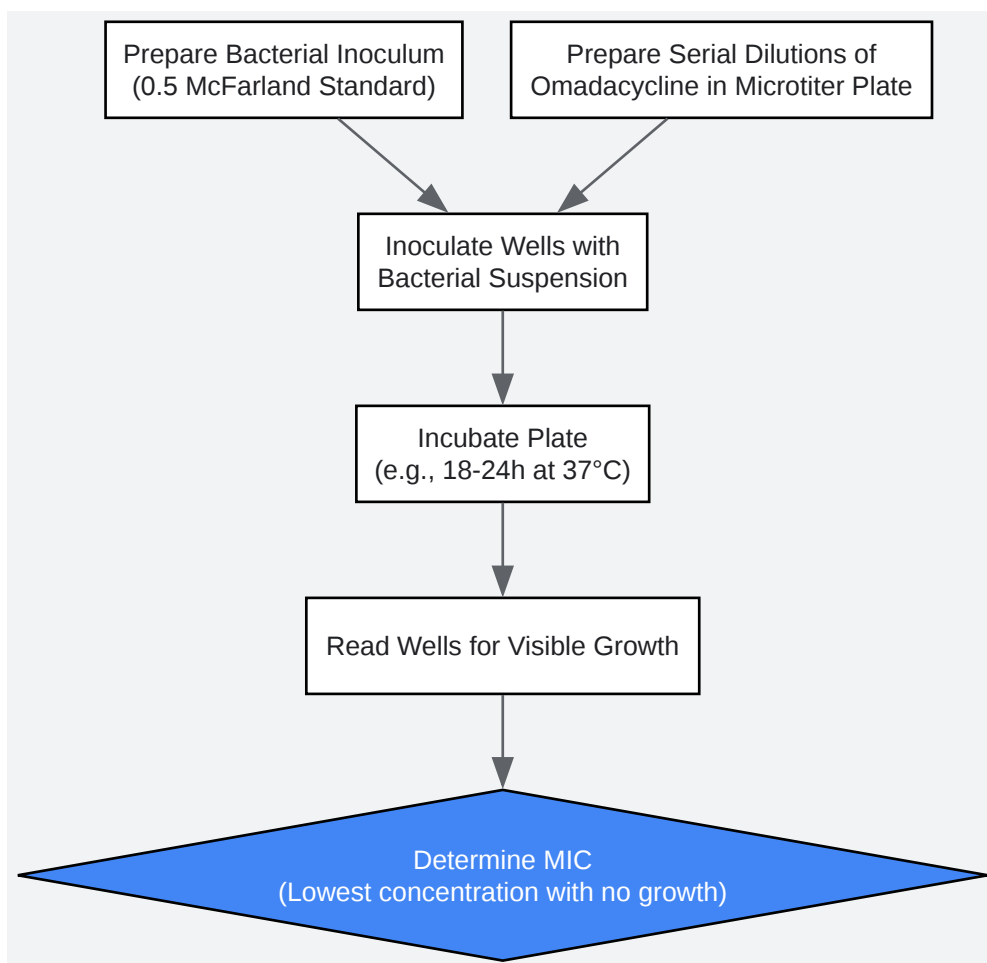 Prepare Bacterial Inoculum
(0.5 McFarland Standard)
Prepare Serial Dilutions of
Omadacycline in Microtiter Plate
Inoculate Wells with
Bacterial Suspension
Incubate Plate
(e.g., 18-24h at 37°C)
Read Wells for Visible Growth
Determine MIC
(Lowest concentration with no growth)